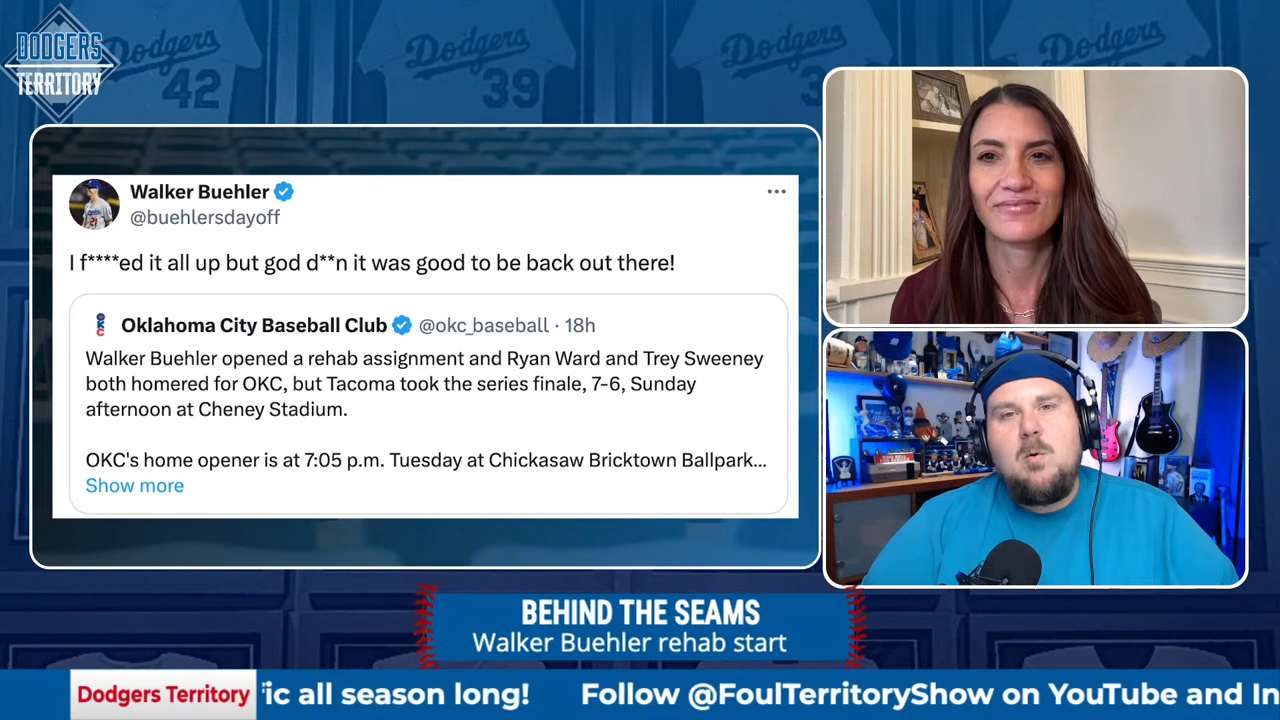 DODGERS
TERRITORY
Dodgers
42
Dodgers
39
Dodgers
Dodgers
Walker Buehler
@buehlersdayoff
I f****ed it all up but god d**n it was good to be back out there!
Oklahoma City Baseball Club @okc_baseball · 18h
Walker Buehler opened a rehab assignment and Ryan Ward and Trey Sweeney
both homered for OKC, but Tacoma took the series finale, 7-6, Sunday
afternoon at Cheney Stadium.
OKC's home opener is at 7:05 p.m. Tuesday at Chickasaw Bricktown Ballpark...
Show more
BEHIND THE SEAMS
Walker Buehler rehab start
Dodgers Territory
ic all season long! Follow @FoulTerritoryShow on YouTube and In